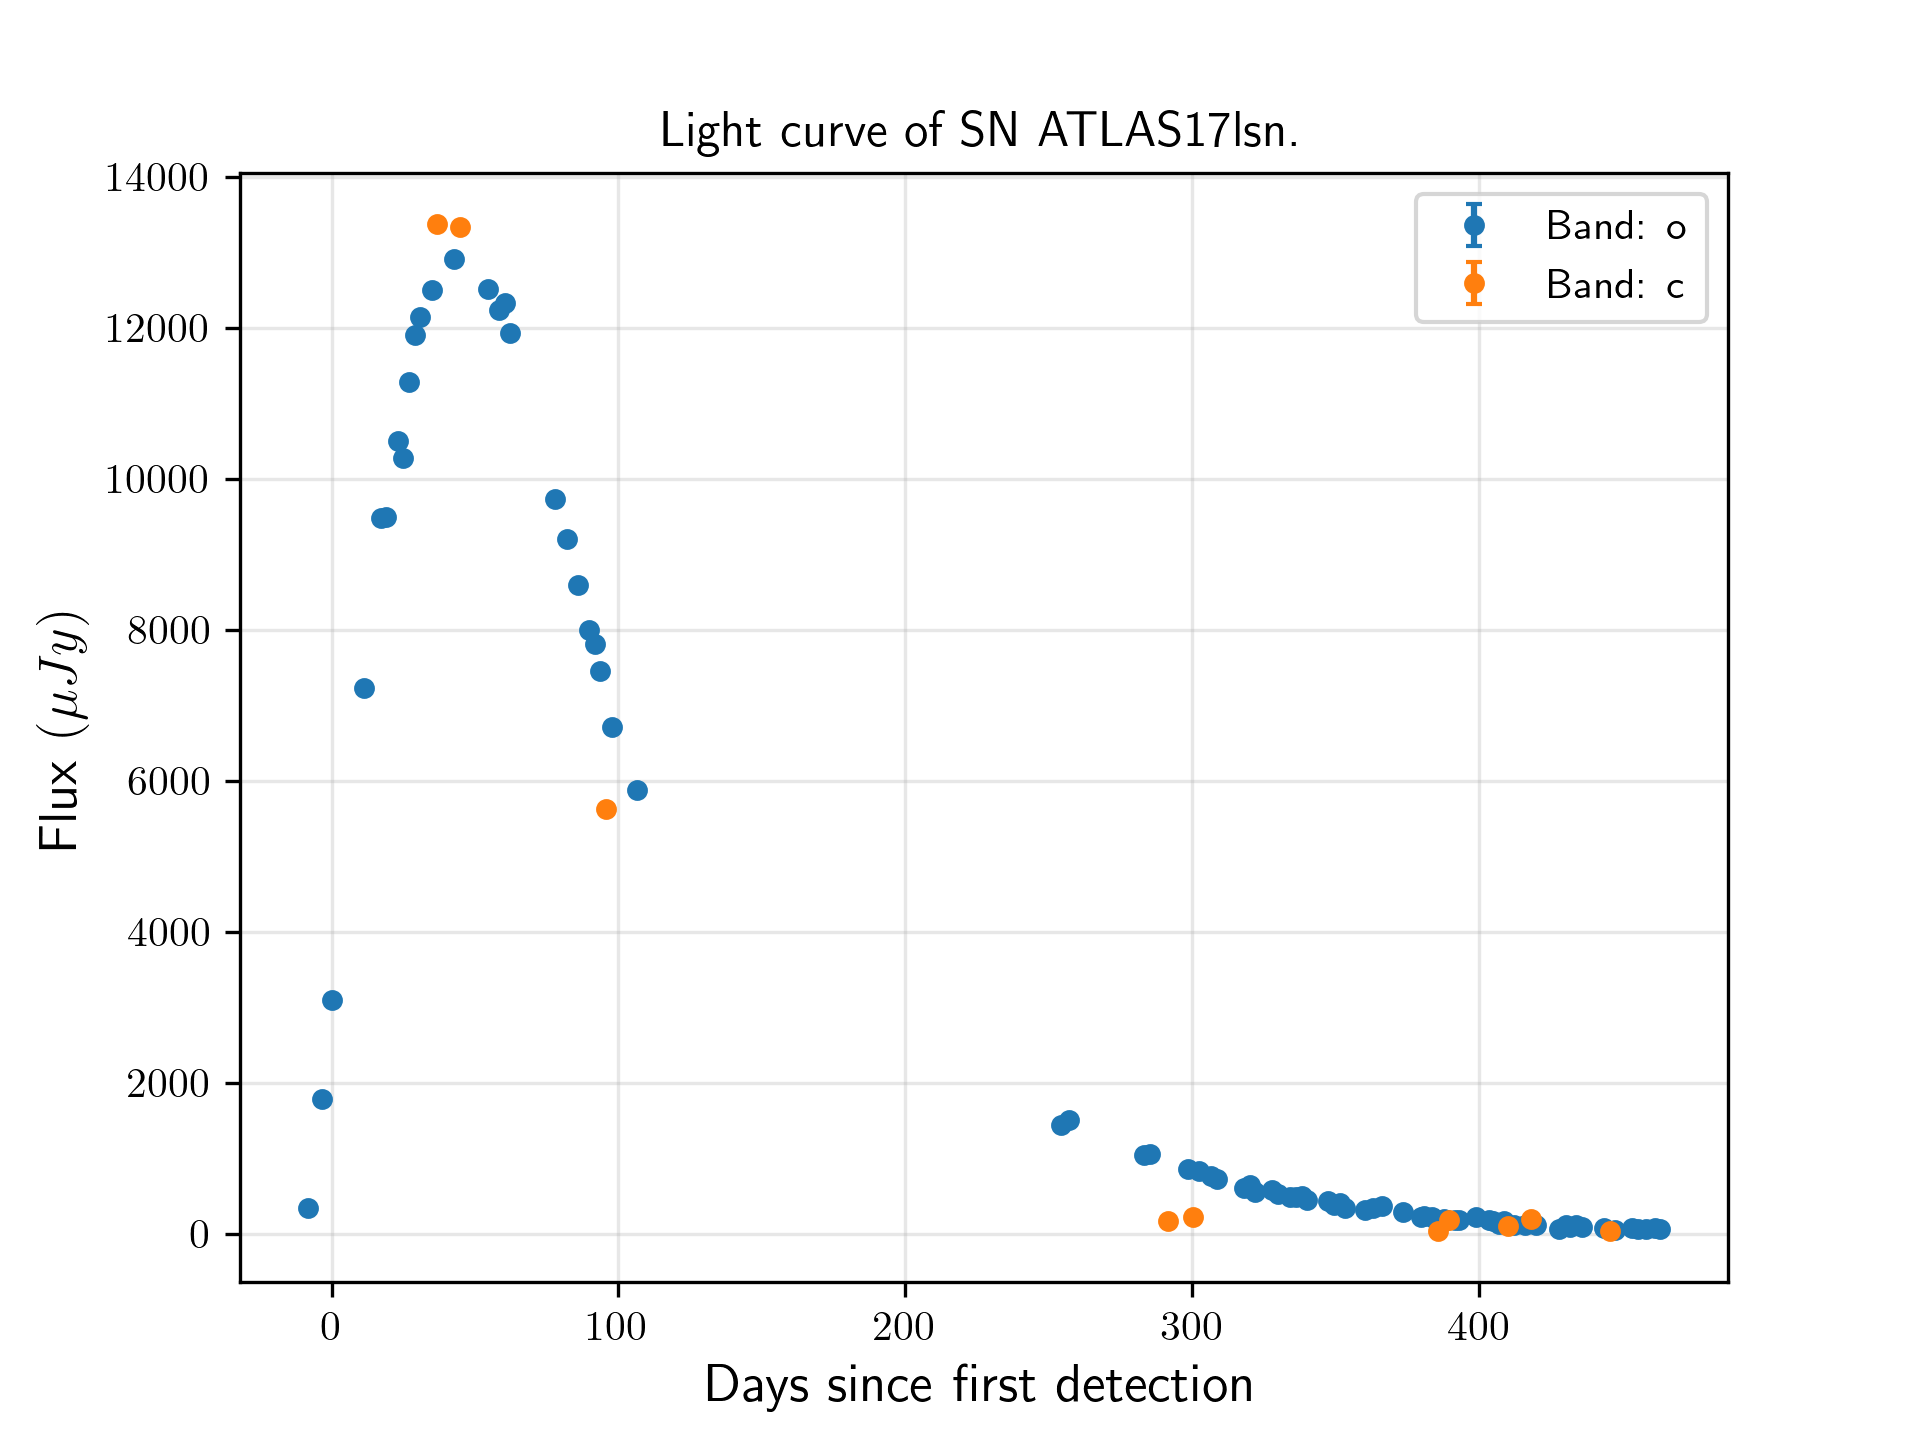 Light curve of SN ATLAS17lsn.
14000
12000
10000
8000
6000
4000
2000
0
Flux (μJy)
Band: o
Band: c
0 100 200 300 400
Days since first detection